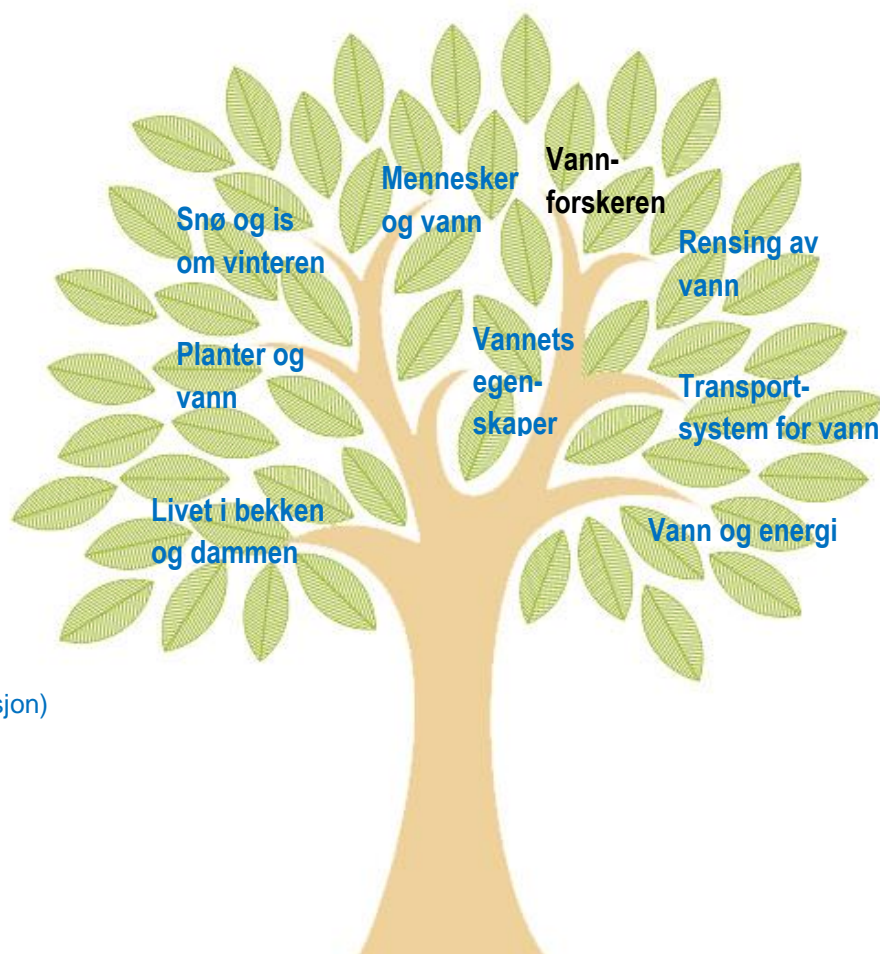 Vann-
forskeren
Mennesker
og vann
Snø og is
om vinteren
Rensing av
vann
Vannets
egen-
skaper
Planter og
vann
Transport-
system for vann
Livet i bekken
og dammen
Vann og energi
sjon)